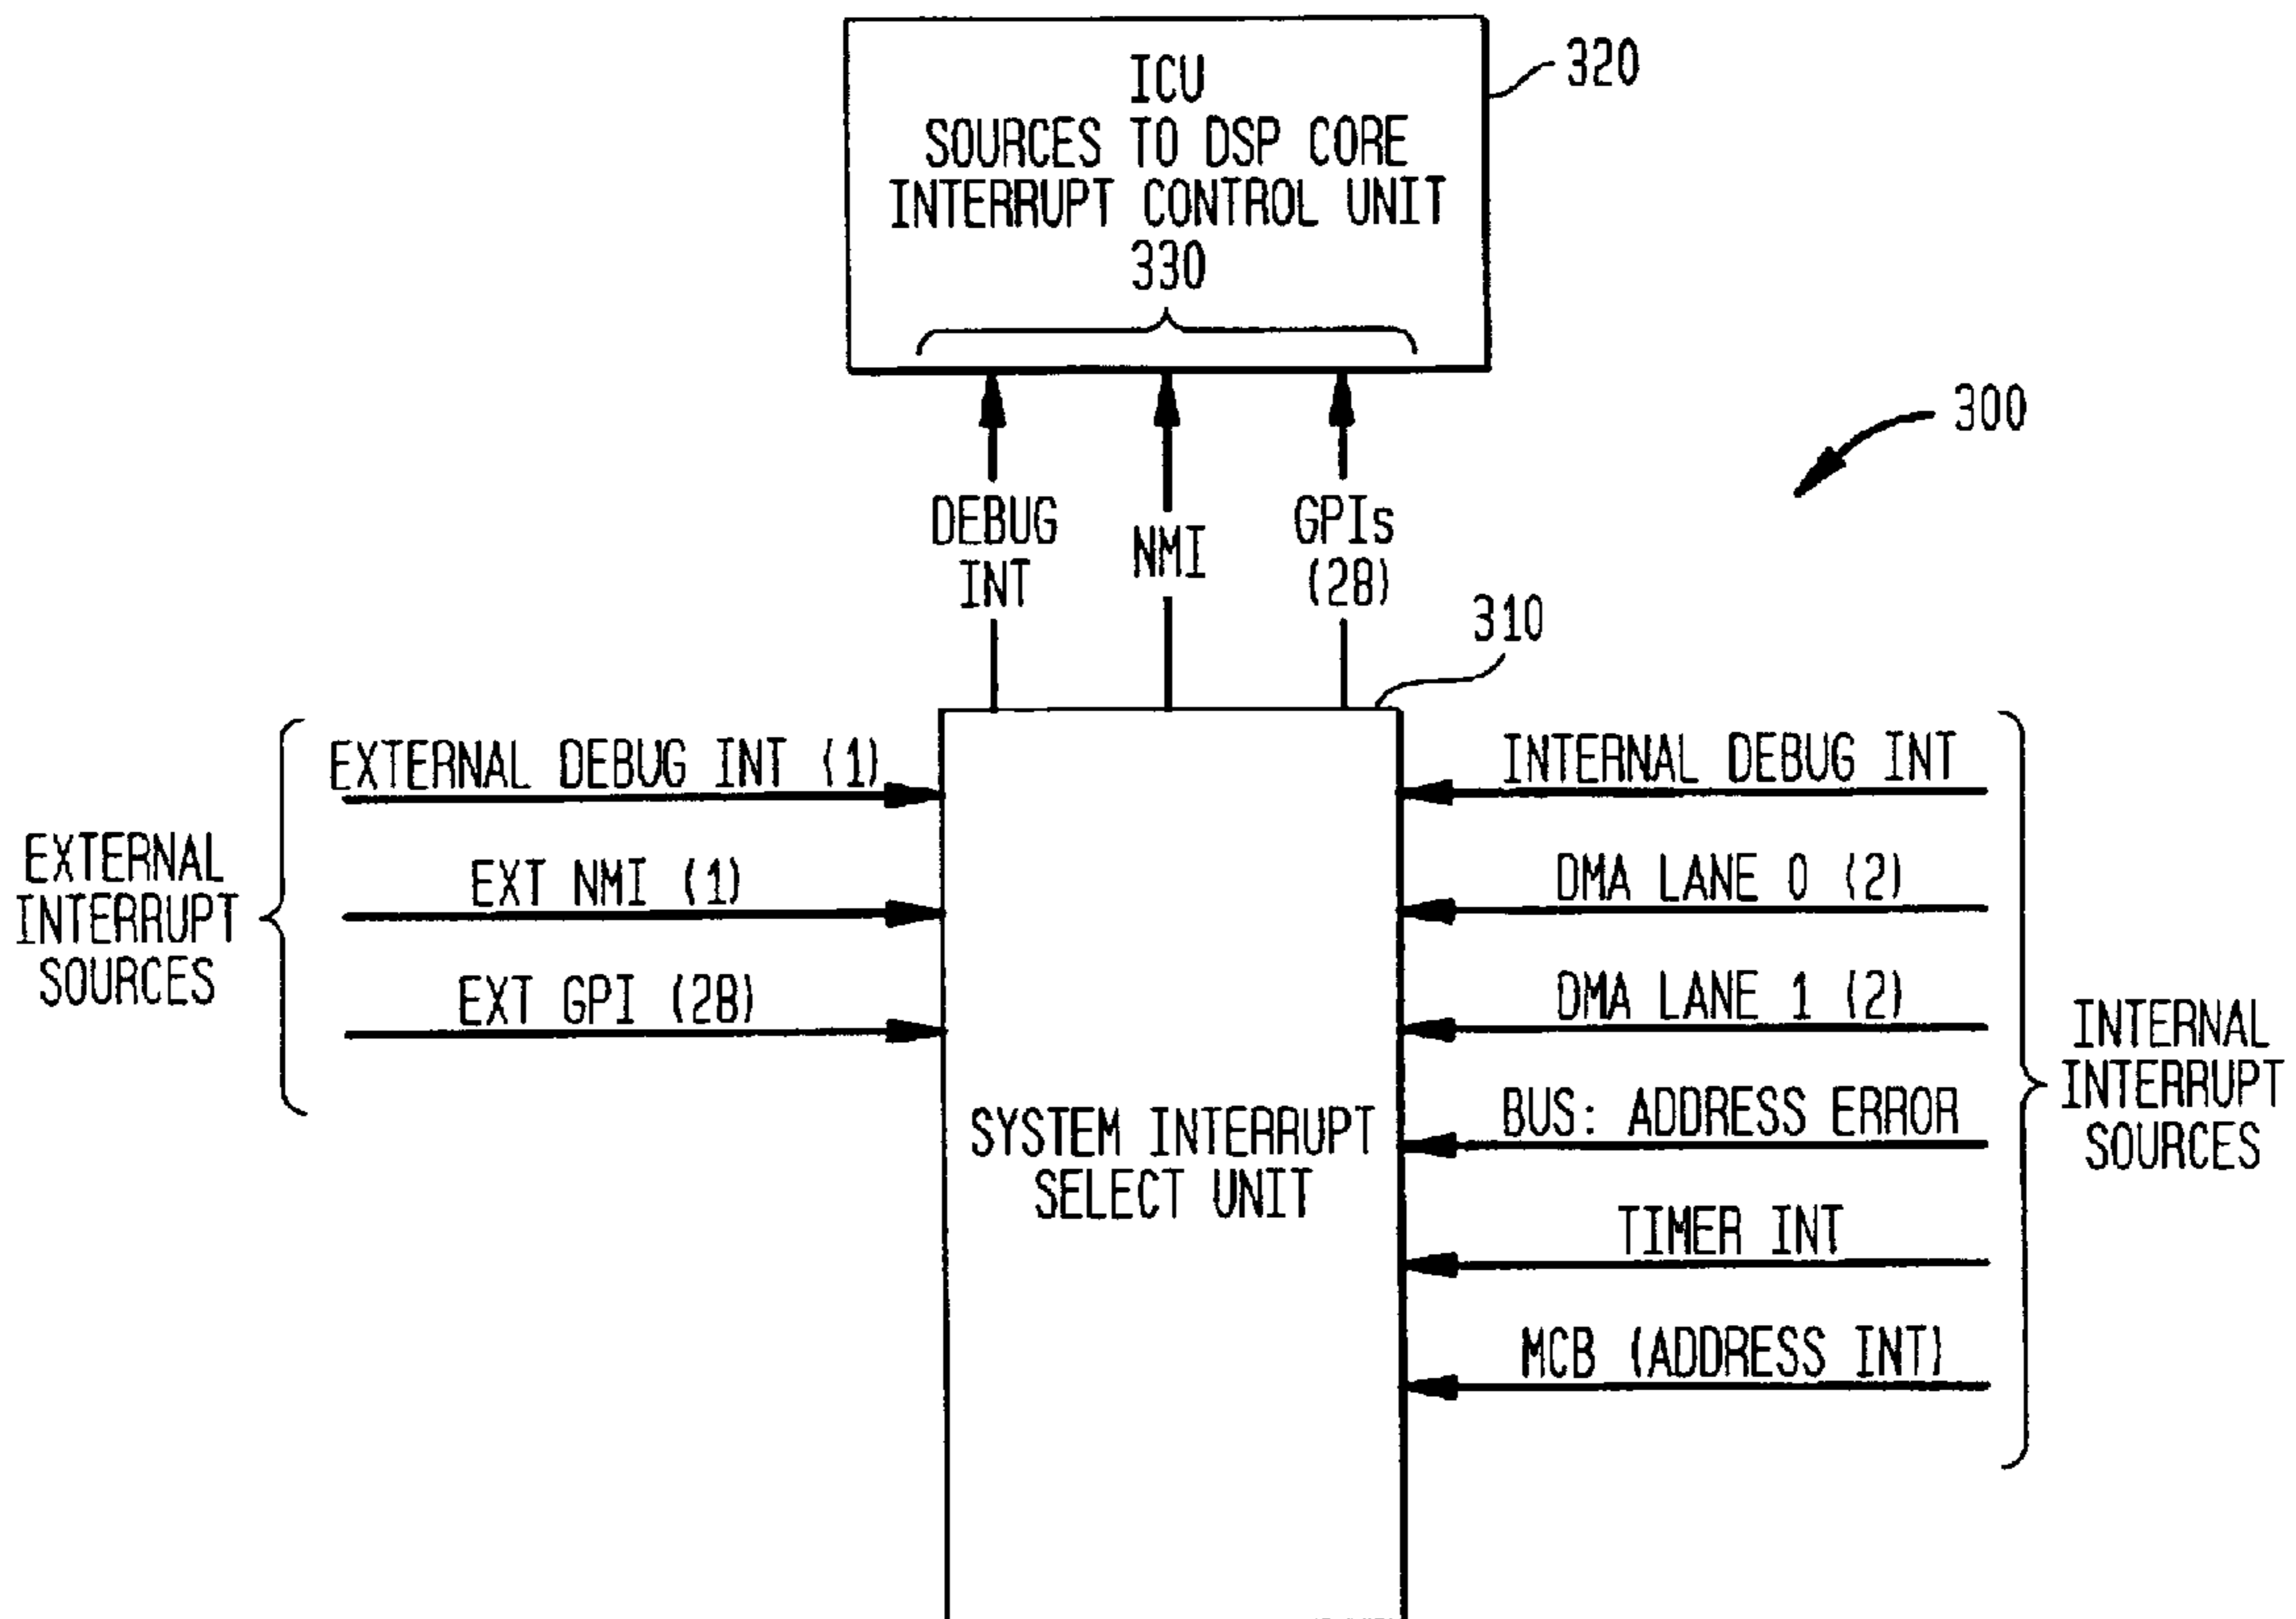 ICU
SOURCES TO DSP CORE
INTERRUPT CONTROL UNIT
330
320
300
DEBUG
INT
NMI
GPIs
(28)
310
EXTERNAL
INTERRUPT
SOURCES
EXTERNAL DEBUG INT (1)
EXT NMI (1)
EXT GPI (28)
SYSTEM INTERRUPT
SELECT UNIT
INTERNAL DEBUG INT
DMA LANE 0 (2)
DMA LANE 1 (2)
BUS: ADDRESS ERROR
TIMER INT
MCB (ADDRESS INT)
INTERNAL
INTERRUPT
SOURCES